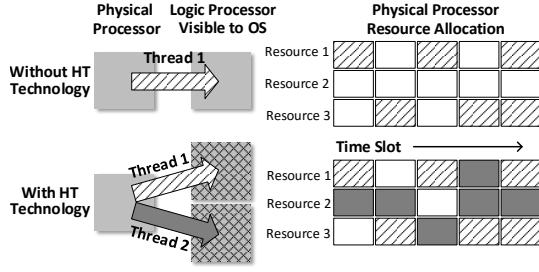 Physical
Processor
Logic Processor
Visible to OS
Physical Processor
Resource Allocation
Without HT
Technology
Thread 1
Resource 1
Resource 2
Resource 3
Time Slot
With HT
Technology
Thread 1
Thread 2
Resource 1
Resource 2
Resource 3